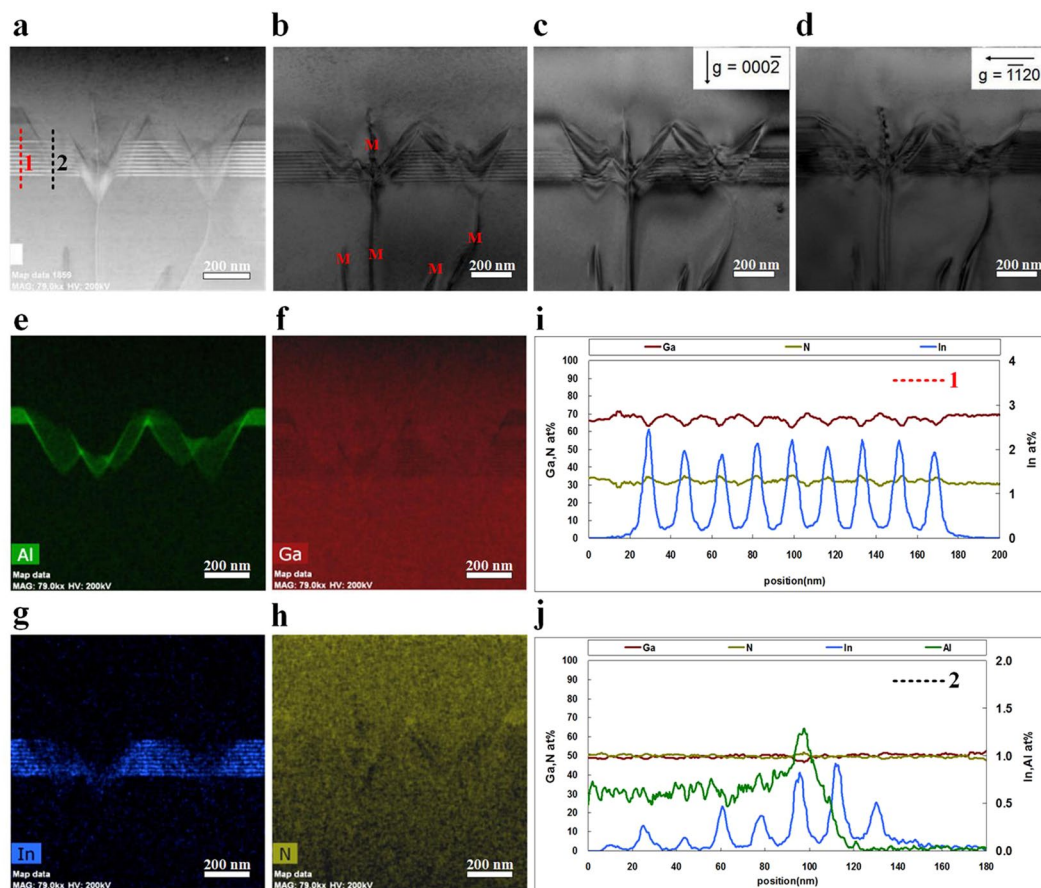 a
b
c
d
g = 0002̅
g = 1̅1̅20
1
2
M
M
M
M
M
Map data 1859
MAG: 79.0kx HV: 200kV
200 nm
200 nm
200 nm
200 nm
e
f
i
Al
Map data
MAG: 79.0kx HV: 200kV
200 nm
Ga
Map data
MAG: 79.0kx HV: 200kV
200 nm
Ga N In
1
Ga,N at%
100
90
80
70
60
50
40
30
20
10
0
In at%
4
3
2
1
0
0 20 40 60 80 100 120 140 160 180 200
position(nm)
g
h
j
In
Map data
MAG: 79.0kx HV: 200kV
200 nm
N
Map data
MAG: 79.0kx HV: 200kV
200 nm
Ga N In Al
2
Ga,N at%
100
90
80
70
60
50
40
30
20
10
0
In,Al at%
2.0
1.5
1.0
0.5
0.0
0 20 40 60 80 100 120 140 160 180
position(nm)